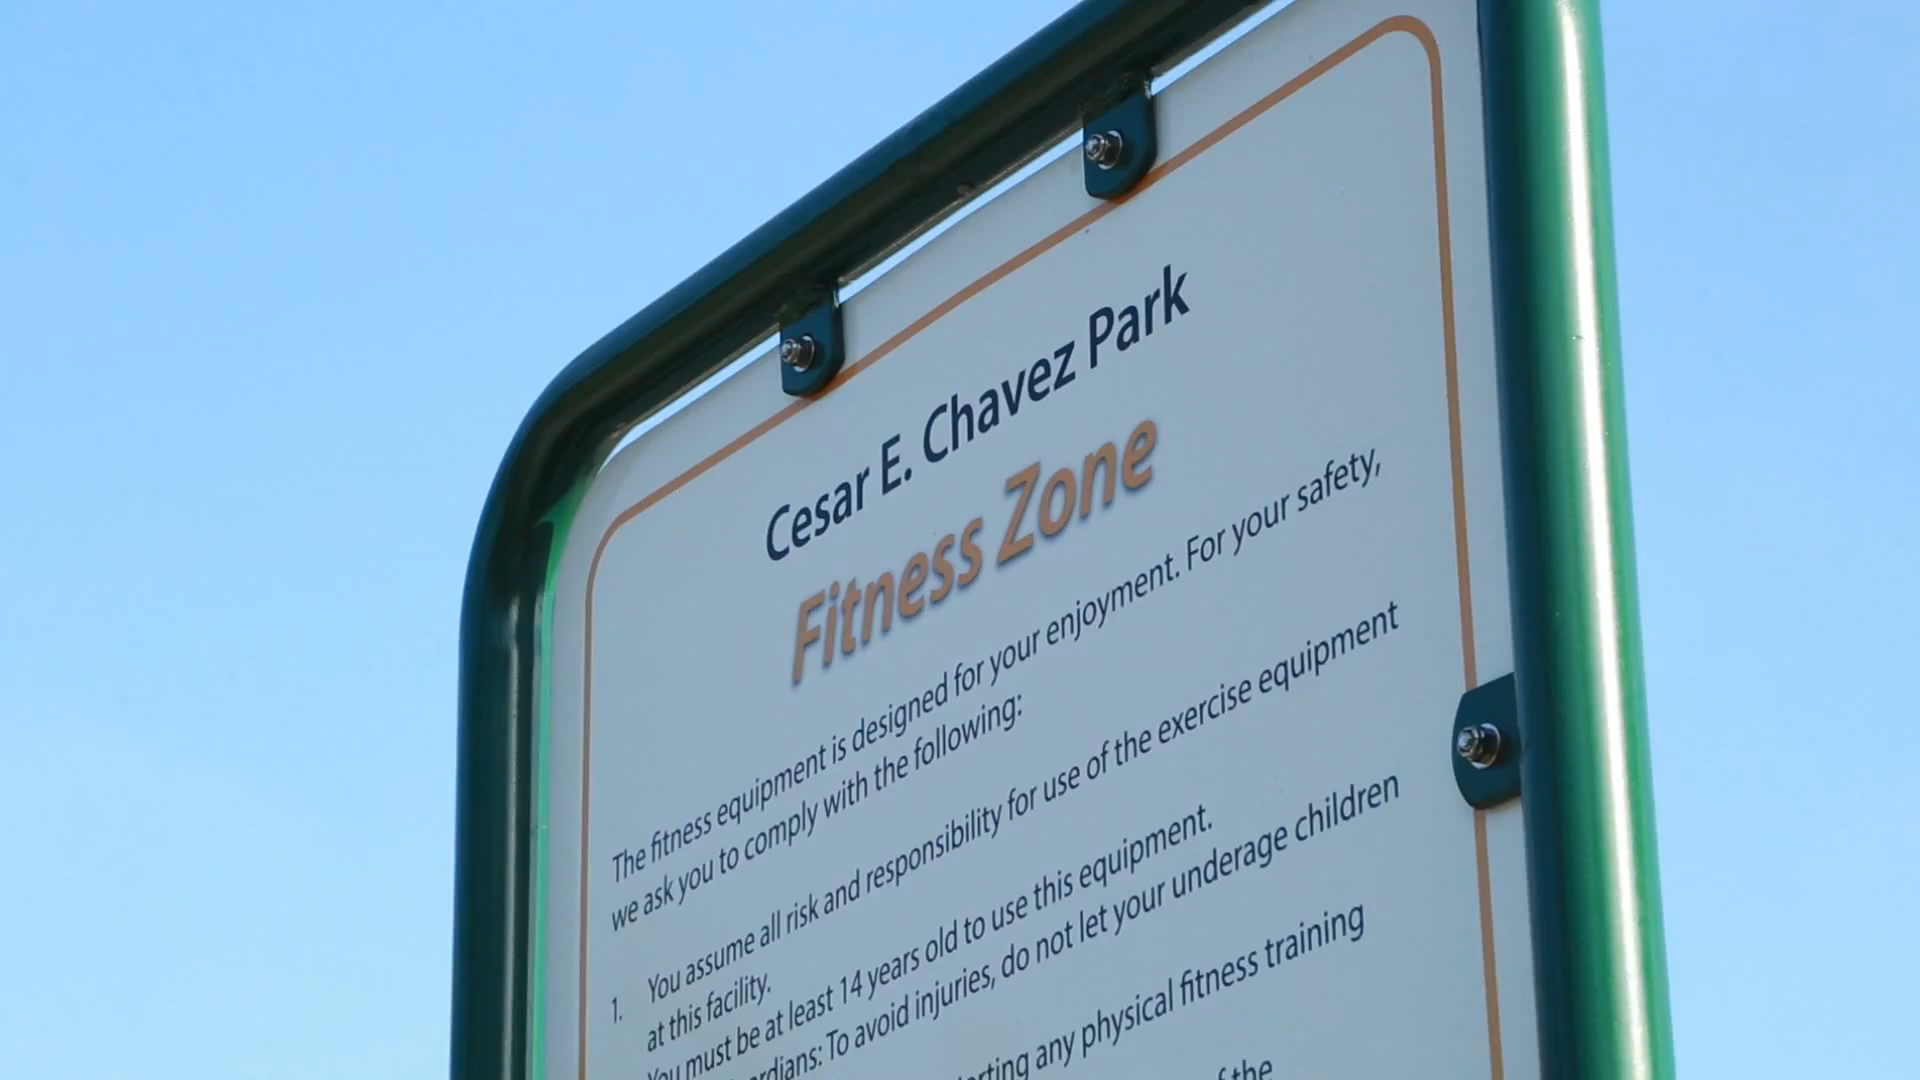 Cesar E. Chavez Park
Fitness Zone
The fitness equipment is designed for your enjoyment. For your safety,
we ask you to comply with the following:
1. You assume all risk and responsibility for use of the exercise equipment
at this facility.
You must be at least 14 years old to use this equipment.
To avoid injuries, do not let your underage children
any physical fitness training
the